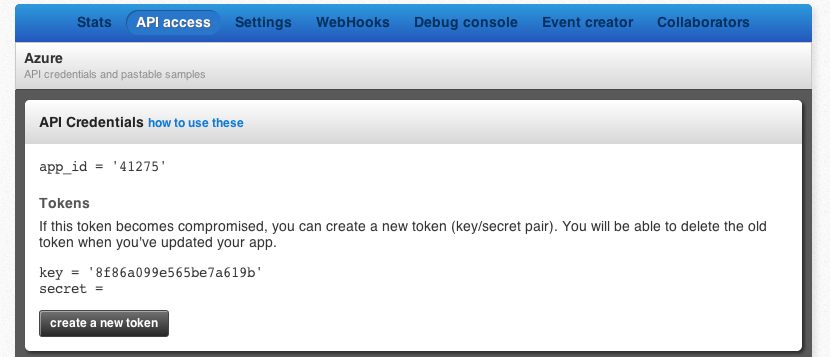 Stats API access Settings WebHooks Debug console Event creator Collaborators
Azure
API credentials and pastable samples
API Credentials how to use these
app_id = '41275'
Tokens
If this token becomes compromised, you can create a new token (key/secret pair). You will be able to delete the old
token when you've updated your app.
key = '8f86a099e565be7a619b'
secret =
create a new token